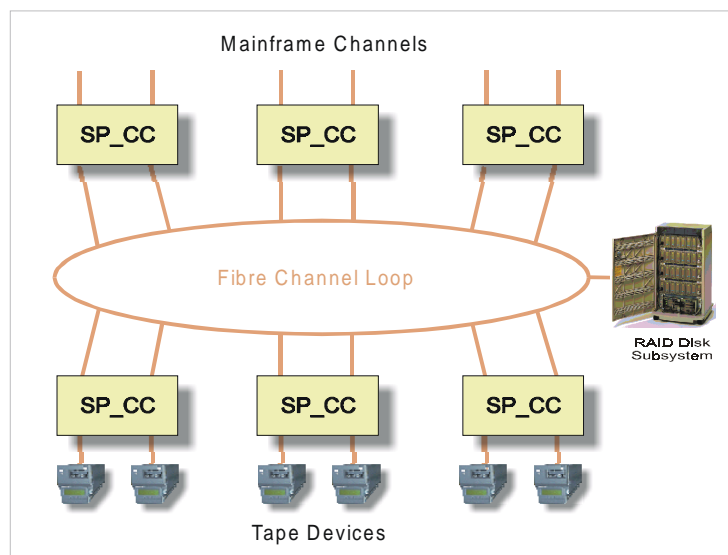 Mainframe Channels
SP_CC SP_CC SP_CC
Fibre Channel Loop
RAID Disk
Subsystem
SP_CC SP_CC SP_CC
Tape Devices